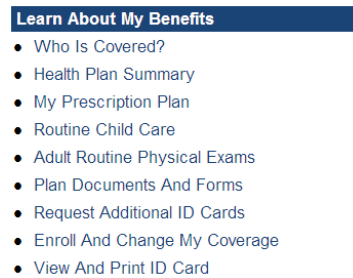 Learn About My Benefits
• Who Is Covered?
• Health Plan Summary
• My Prescription Plan
• Routine Child Care
• Adult Routine Physical Exams
• Plan Documents And Forms
• Request Additional ID Cards
• Enroll And Change My Coverage
• View And Print ID Card